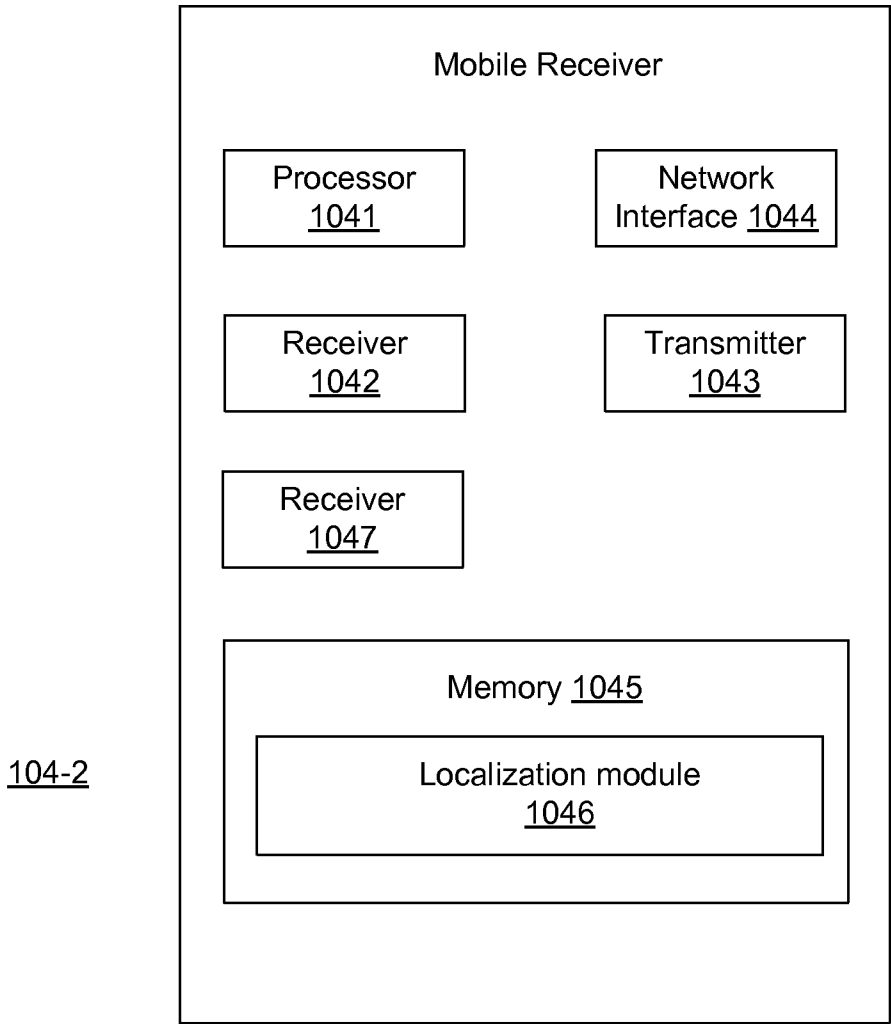 Mobile Receiver
Processor
1041
Network
Interface 1044
Receiver
1042
Transmitter
1043
Receiver
1047
Memory 1045
Localization module
1046
104-2